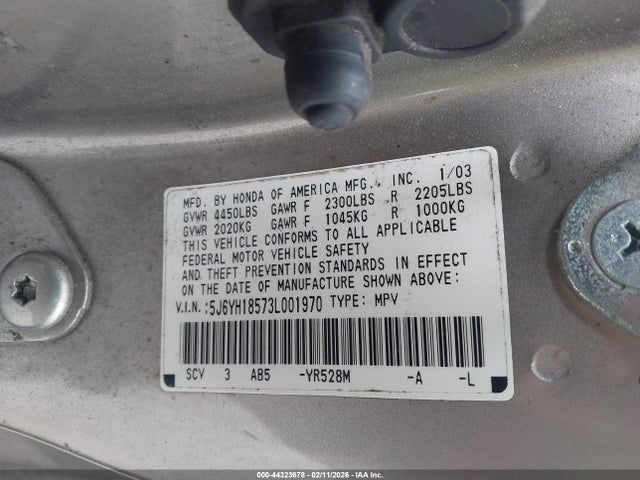 MFD. BY HONDA OF AMERICA MFG., INC. 1/03
GVWR 4450LBS GAWR F 2300LBS R 2205LBS
GVWR 2020KG GAWR F 1045KG R 1000KG
THIS VEHICLE CONFORMS TO ALL APPLICABLE
FEDERAL MOTOR VEHICLE SAFETY
AND THEFT PREVENTION STANDARDS IN EFFECT
ON THE DATE OF MANUFACTURE SHOWN ABOVE:
V.I.N.:5J6YH18573L001970 TYPE: MPV
SCV 3 AB5 -YR528M -A -L
000-44323678 - 02/11/2026 - IAA Inc.